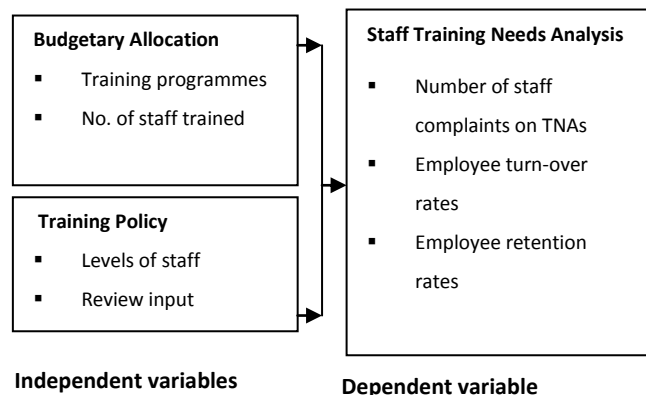 Budgetary Allocation
▪ Training programmes
▪ No. of staff trained
Training Policy
▪ Levels of staff
▪ Review input
Independent variables
Staff Training Needs Analysis
▪ Number of staff
complaints on TNAs
▪ Employee turn-over
rates
▪ Employee retention
rates
Dependent variable